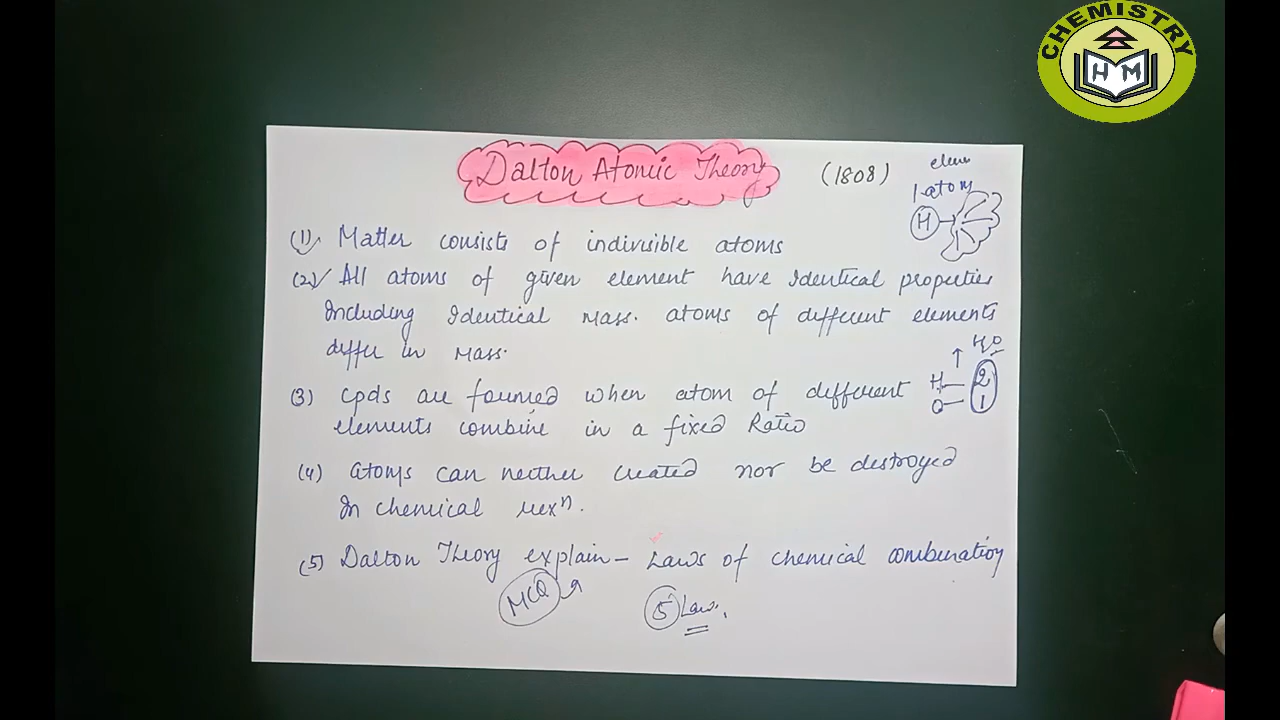 CHEMISTRY
H M
Dalton Atomic Theory (1808)
elem
1 atom
H
(1) Matter consists of indivisible atoms
(2) All atoms of given element have Identical properties
Including Identical Mass. atoms of different elements
differ in Mass.
H2O
H 2
O 1
(3) Cpds are formed when atom of different
elements combine in a fixed Ratio
(4) Atoms can neither created nor be destroyed
In chemical rexn.
(5) Dalton Theory explain - Laws of chemical combination
MCQ
5 Law.